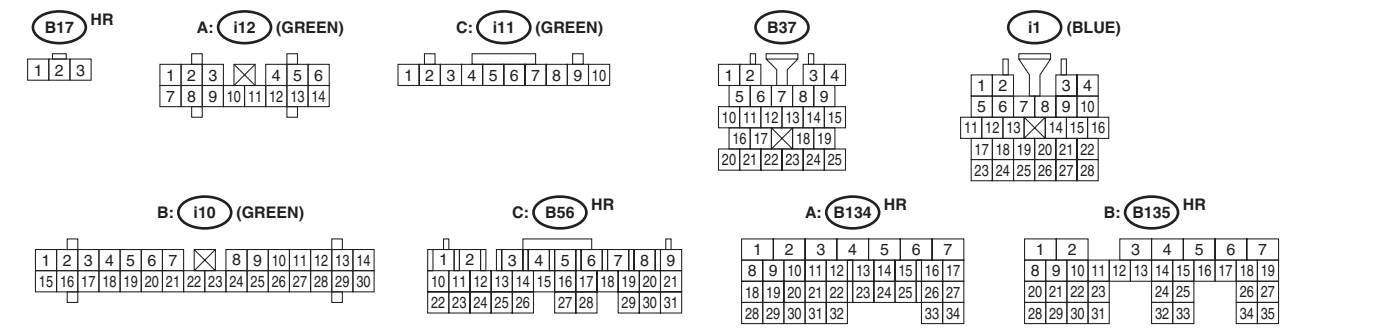 B17 HR
1 2 3
A: i12 (GREEN)
1 2 3 4 5 6
7 8 9 10 11 12 13 14
C: i11 (GREEN)
1 2 3 4 5 6 7 8 9 10
B37
1 2 3 4
5 6 7 8 9
10 11 12 13 14 15
16 17 18 19
20 21 22 23 24 25
i1 (BLUE)
1 2 3 4
5 6 7 8 9 10
11 12 13 14 15 16
17 18 19 20 21 22
23 24 25 26 27 28
B: i10 (GREEN)
1 2 3 4 5 6 7 8 9 10 11 12 13 14
15 16 17 18 19 20 21 22 23 24 25 26 27 28 29 30
C: B56 HR
1 2 3 4 5 6 7 8 9
10 11 12 13 14 15 16 17 18 19 20 21
22 23 24 25 26 27 28 29 30 31
A: B134 HR
1 2 3 4 5 6 7
8 9 10 11 12 13 14 15 16 17
18 19 20 21 22 23 24 25 26 27
28 29 30 31 32 33 34
B: B135 HR
1 2 3 4 5 6 7
8 9 10 11 12 13 14 15 16 17 18 19
20 21 22 23 24 25 26 27
28 29 30 31 32 33 34 35